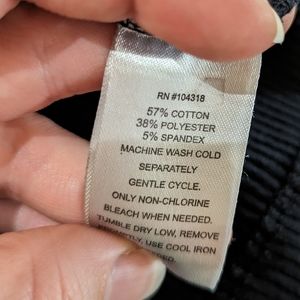 RN #104318
57% COTTON
38% POLYESTER
5% SPANDEX
MACHINE WASH COLD
SEPARATELY
GENTLE CYCLE.
ONLY NON-CHLORINE
BLEACH WHEN NEEDED.
TUMBLE DRY LOW, REMOVE
PROMPTLY, USE COOL IRON